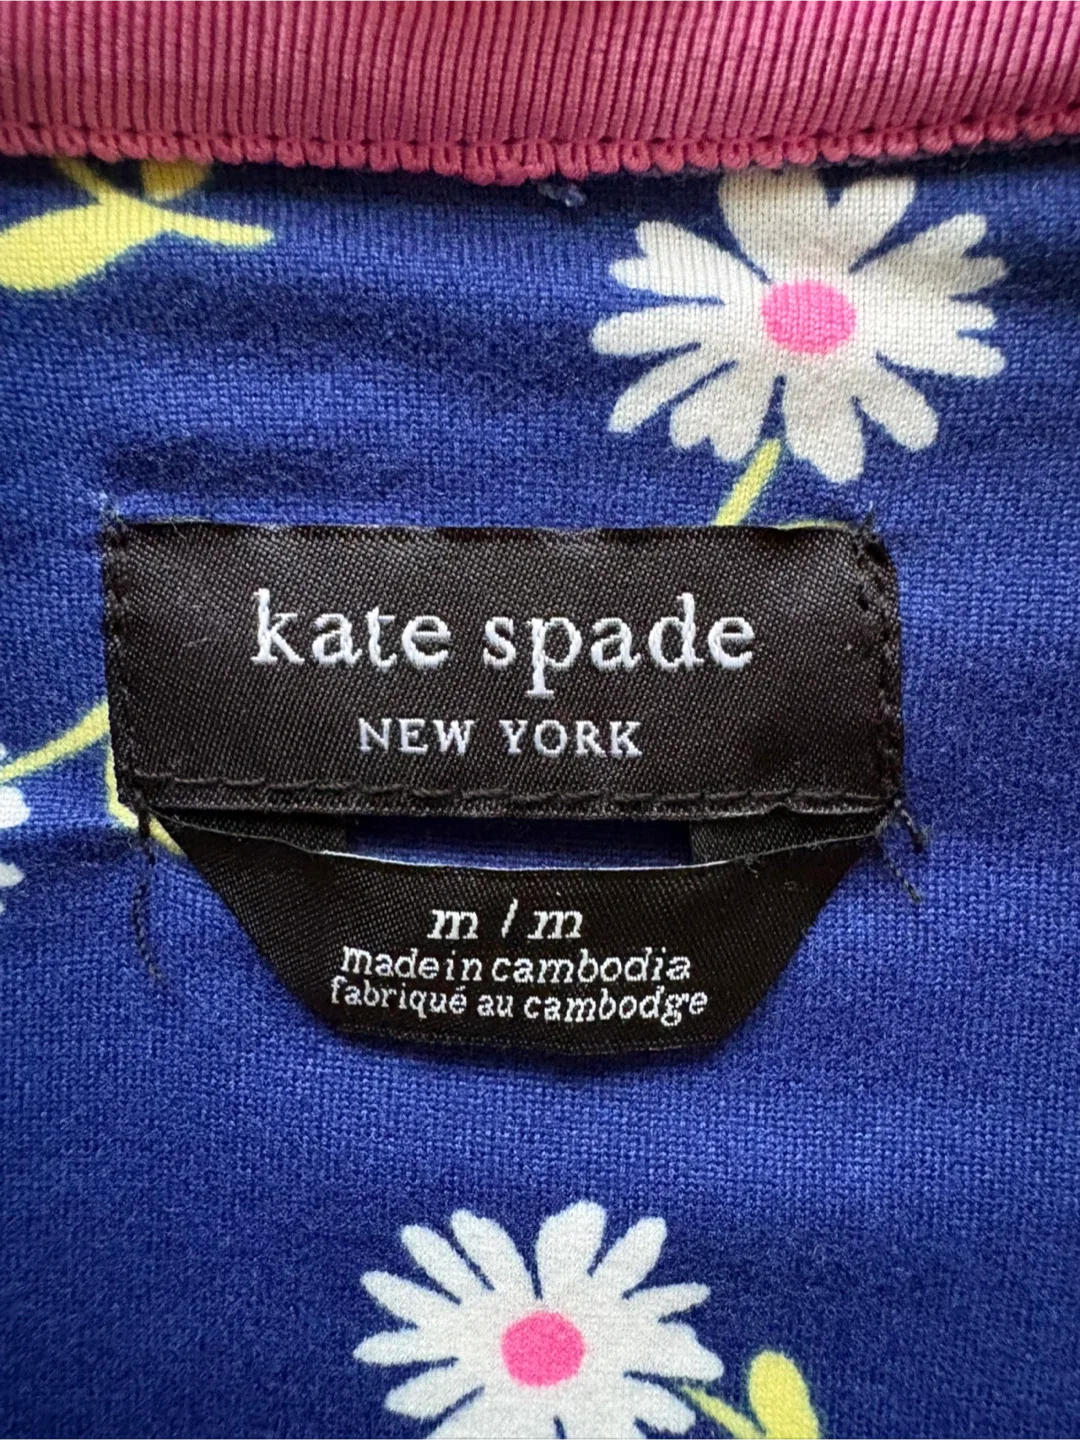 kate spade
NEW YORK
m / m
made in cambodia
fabriqué au cambodge